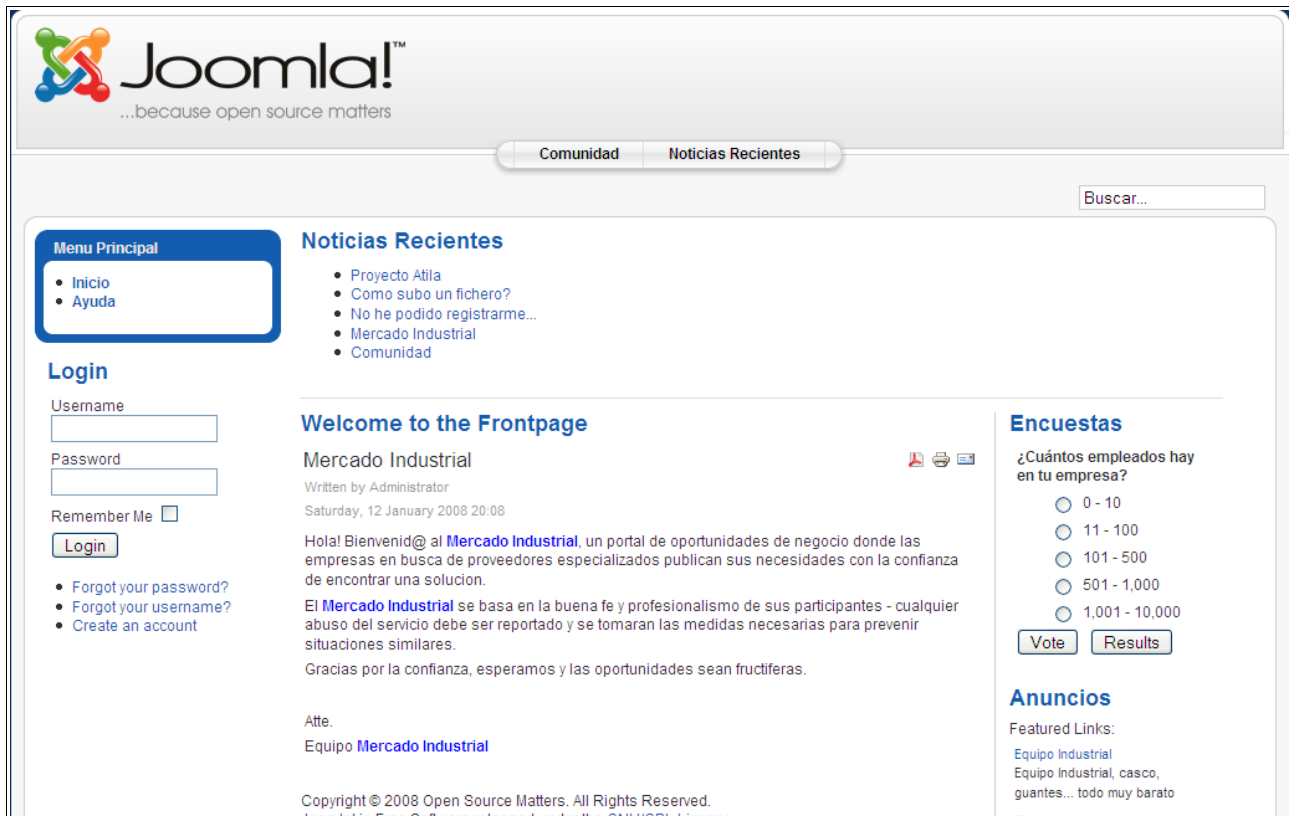 Joomla!™
...because open source matters
Comunidad Noticias Recientes
Buscar...
Menu Principal
Inicio
Ayuda
Login
Username
Password
Remember Me
Login
Forgot your password?
Forgot your username?
Create an account
Noticias Recientes
Proyecto Atila
Como subo un fichero?
No he podido registrarme...
Mercado Industrial
Comunidad
Welcome to the Frontpage
Mercado Industrial
Written by Administrator
Saturday, 12 January 2008 20:08
Hola! Bienvenid@ al Mercado Industrial, un portal de oportunidades de negocio donde las
empresas en busca de proveedores especializados publican sus necesidades con la confianza
de encontrar una solucion.
El Mercado Industrial se basa en la buena fe y profesionalismo de sus participantes - cualquier
abuso del servicio debe ser reportado y se tomaran las medidas necesarias para prevenir
situaciones similares.
Gracias por la confianza, esperamos y las oportunidades sean fructiferas.
Atte.
Equipo Mercado Industrial
Copyright © 2008 Open Source Matters. All Rights Reserved.
Encuestas
¿Cuántos empleados hay
en tu empresa?
0 - 10
11 - 100
101 - 500
501 - 1,000
1,001 - 10,000
Vote Results
Anuncios
Featured Links:
Equipo Industrial
Equipo Industrial, casco,
guantes... todo muy barato